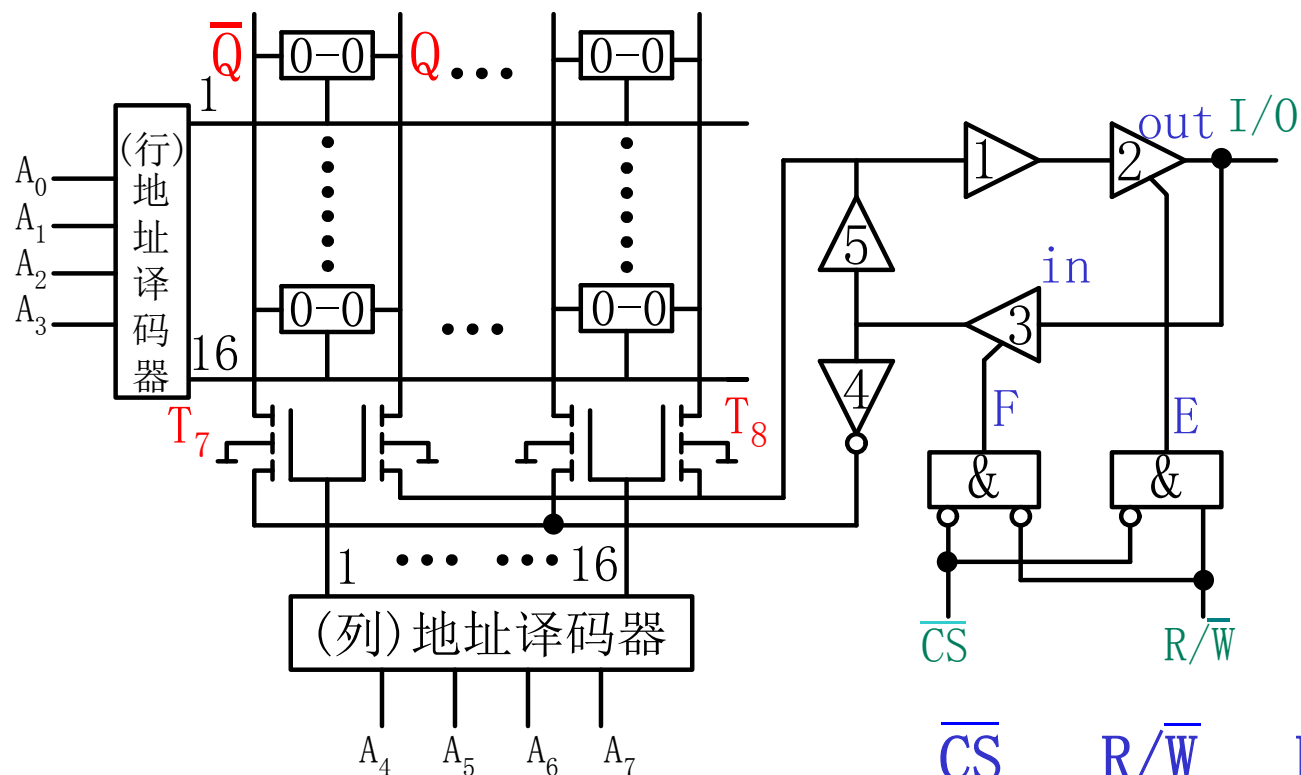 Q̅ 0-0 Q ••• 0-0
1
(行)地址译码器
A₀
A₁
A₂
A₃
0-0 ••• 0-0
16
T₇ T₈
1 ••• ••• 16
(列)地址译码器
A₄ A₅ A₆ A₇
1 2 out I/O
5
in
3
4
F E
& &
C̅S̅ R/W̅
C̅S̅ R/W̅